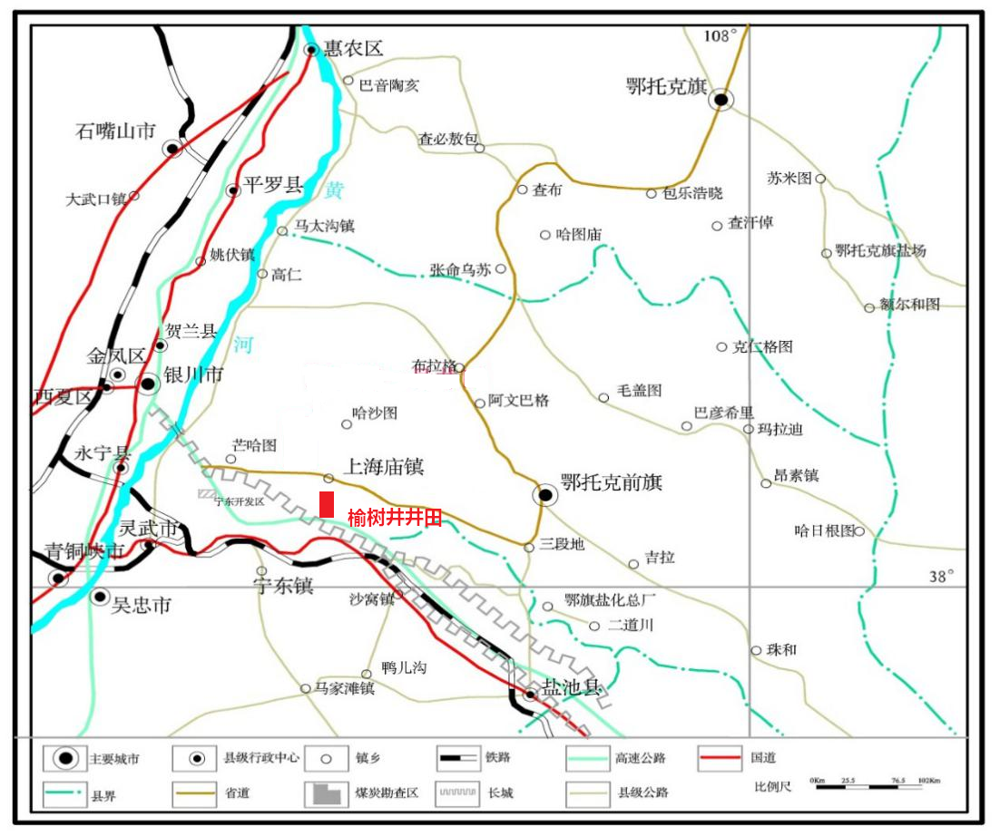 108°
惠农区
巴音陶亥
鄂托克旗
石嘴山市
查必敖包
苏米图
大武口镇
平罗县
黄
查布
包乐浩晓
马太沟镇
查汗倬
哈图庙
姚伏镇
高仁
张命乌苏
鄂托克旗盐场
额尔和图
贺兰县
河
克仁格图
金凤区
布拉格
银川市
西夏区
阿文巴格
毛盖图
哈沙图
巴彦希里
玛拉迪
芒哈图
永宁县
上海庙镇
昂素镇
鄂托克前旗
宁东开发区
榆树井井田
灵武市
哈日根图
青铜峡市
三段地
吉拉
38°
宁东镇
吴忠市
沙窝镇
鄂旗盐化总厂
二道川
珠和
鸭儿沟
马家滩镇
盐池县
主要城市
县级行政中心
镇乡
铁路
高速公路
国道
县界
省道
煤炭勘查区
长城
县级公路
比例尺
0Km 25.5 76.5 102Km